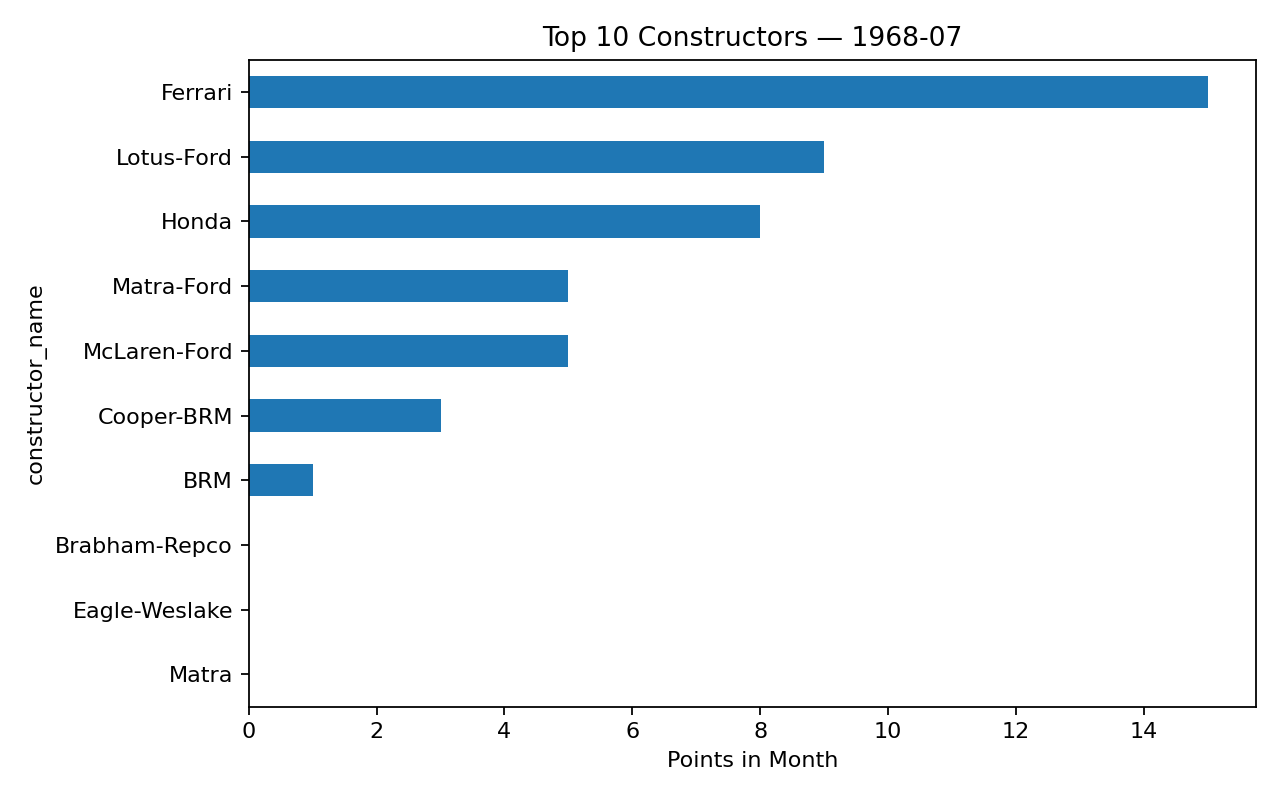 Top 10 Constructors — 1968-07
constructor_name
Ferrari
Lotus-Ford
Honda
Matra-Ford
McLaren-Ford
Cooper-BRM
BRM
Brabham-Repco
Eagle-Weslake
Matra
0 2 4 6 8 10 12 14
Points in Month